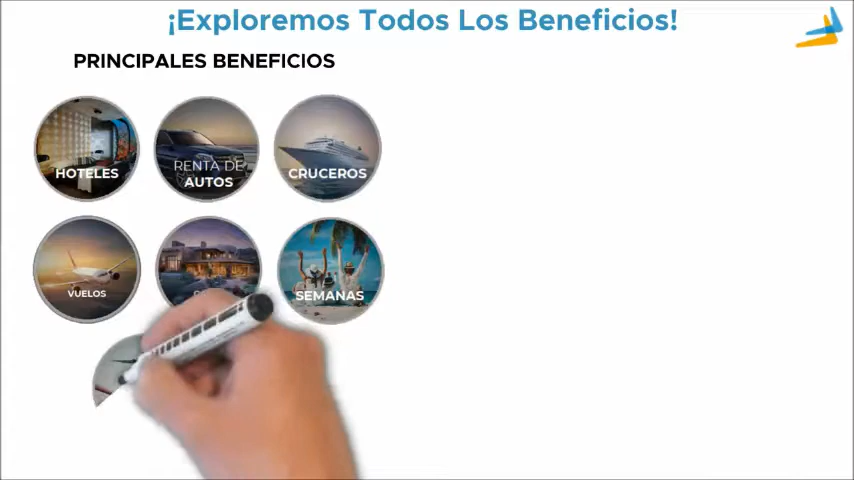 ¡Exploremos Todos Los Beneficios!
PRINCIPALES BENEFICIOS
HOTELES
RENTA DE
AUTOS
CRUCEROS
VUELOS
SEMANAS